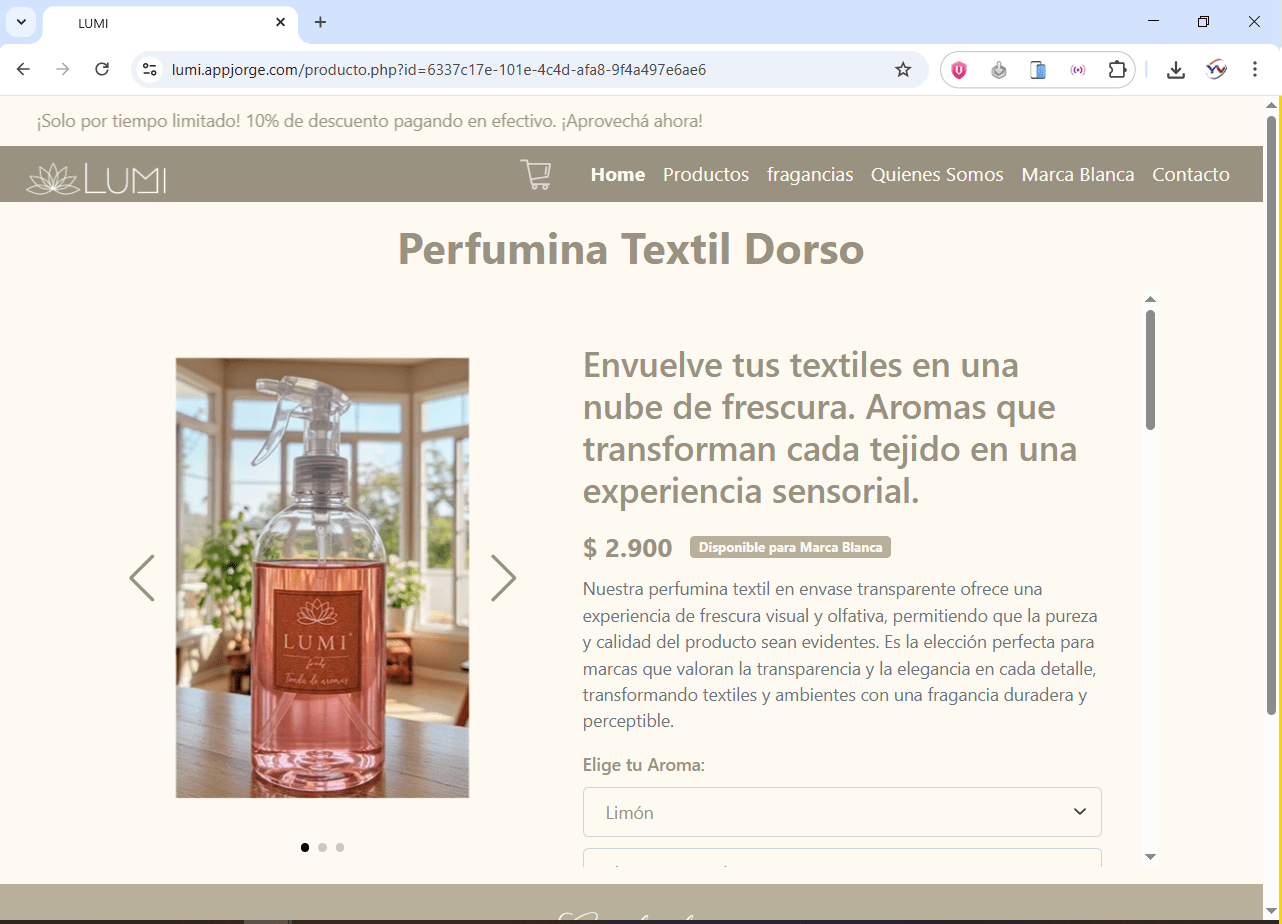 LUMI
lumi.appjorge.com/producto.php?id=6337c17e-101e-4c4d-afa8-9f4a497e6ae6
¡Solo por tiempo limitado! 10% de descuento pagando en efectivo. ¡Aprovechá ahora!
LUMI Home Productos fragancias Quienes Somos Marca Blanca Contacto
Perfumina Textil Dorso
Envuelve tus textiles en una
nube de frescura. Aromas que
transforman cada tejido en una
experiencia sensorial.
$ 2.900 Disponible para Marca Blanca
Nuestra perfumina textil en envase transparente ofrece una
experiencia de frescura visual y olfativa, permitiendo que la pureza
y calidad del producto sean evidentes. Es la elección perfecta para
marcas que valoran la transparencia y la elegancia en cada detalle,
transformando textiles y ambientes con una fragancia duradera y
perceptible.
Elige tu Aroma:
Limón
LUMI
Tienda de aromas